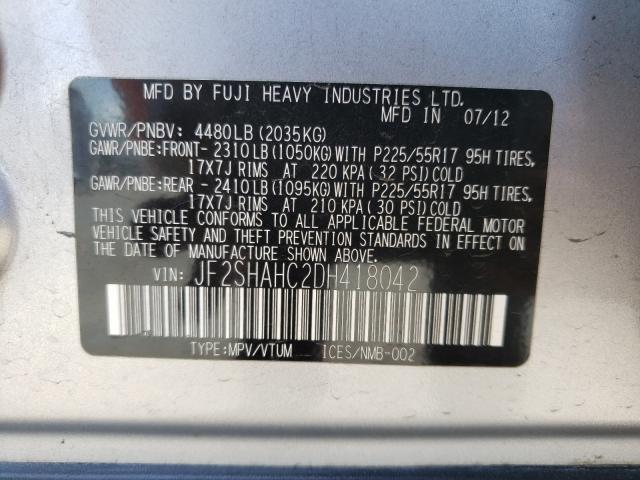 MFD BY FUJI HEAVY INDUSTRIES LTD.
MFD IN 07/12
GVWR/PNBV: 4480LB(2035KG)
GAWR/PNBE:FRONT- 2310LB(1050KG)WITH P225/55R17 95H TIRES,
17X7J RIMS AT 220 KPA(32 PSI)COLD
GAWR/PNBE:REAR - 2410LB(1095KG)WITH P225/55R17 95H TIRES,
17X7J RIMS AT 210 KPA(30 PSI)COLD
THIS VEHICLE CONFORMS TO ALL APPLICABLE FEDERAL MOTOR
VEHICLE SAFETY AND THEFT PREVENTION STANDARDS IN EFFECT ON
THE DATE OF MANUFACTURE SHOWN ABOVE.
VIN: JF2SHAHC2DH418042
TYPE:MPV/VTUM ICES/NMB-002